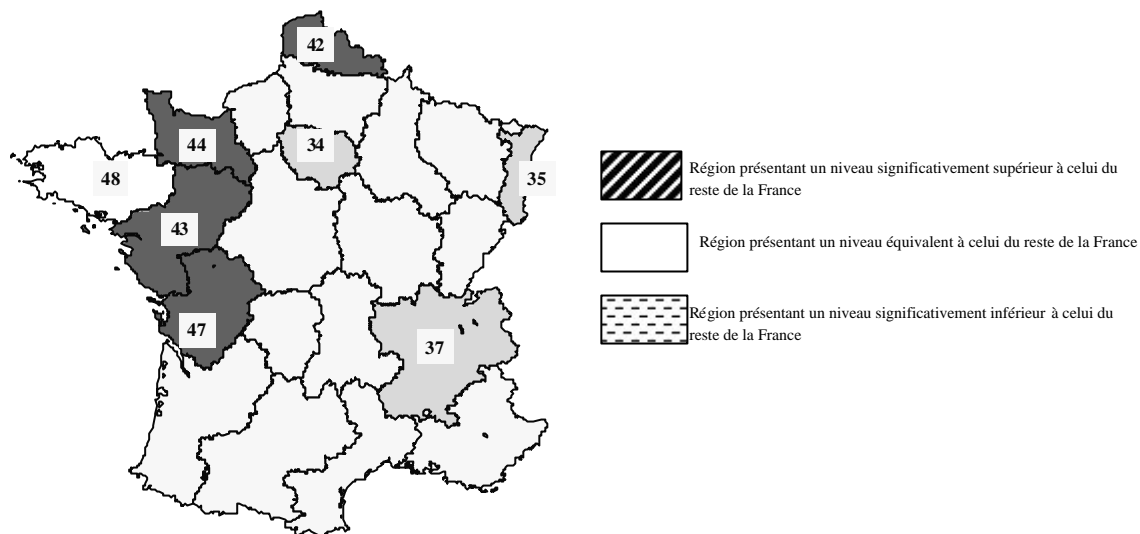 42
44
34
48
35
43
47
37
Région présentant un niveau significativement supérieur à celui du
reste de la France
Région présentant un niveau équivalent à celui du reste de la France
Région présentant un niveau significativement inférieur à celui du
reste de la France